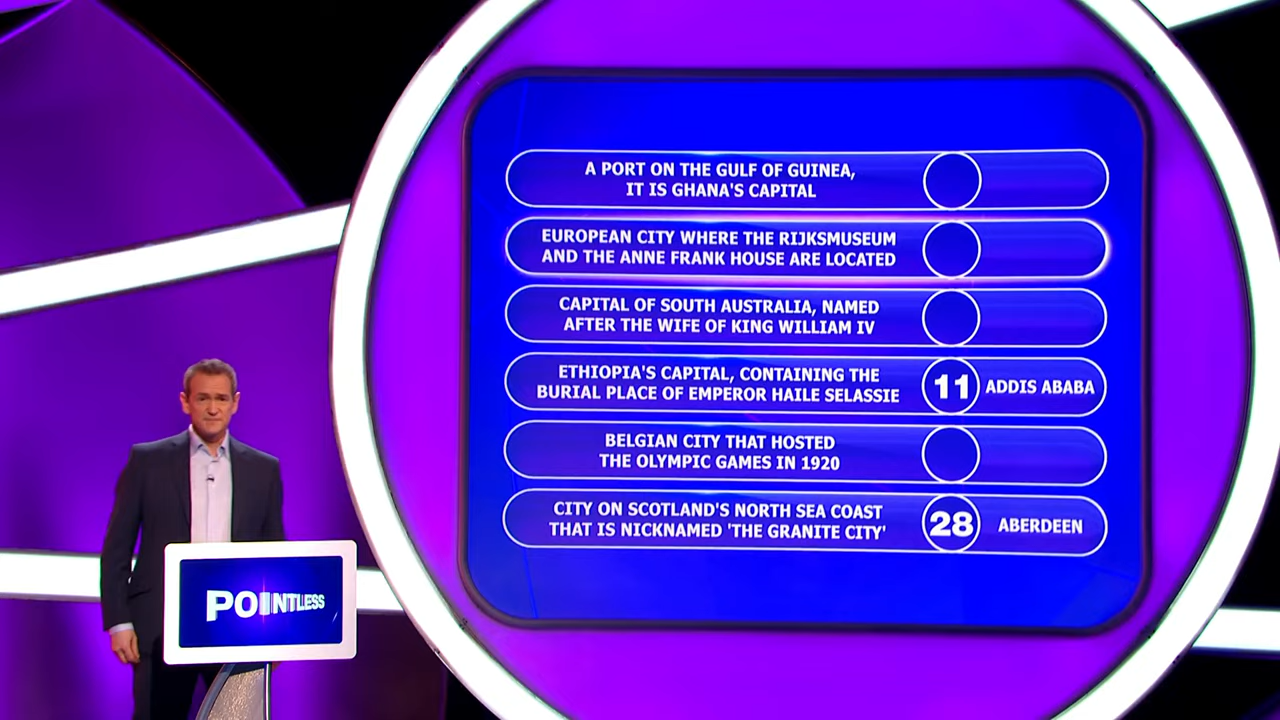 A PORT ON THE GULF OF GUINEA,
IT IS GHANA'S CAPITAL
EUROPEAN CITY WHERE THE RIJKSMUSEUM
AND THE ANNE FRANK HOUSE ARE LOCATED
CAPITAL OF SOUTH AUSTRALIA, NAMED
AFTER THE WIFE OF KING WILLIAM IV
ETHIOPIA'S CAPITAL, CONTAINING THE
BURIAL PLACE OF EMPEROR HAILE SELASSIE
11 ADDIS ABABA
BELGIAN CITY THAT HOSTED
THE OLYMPIC GAMES IN 1920
CITY ON SCOTLAND'S NORTH SEA COAST
THAT IS NICKNAMED 'THE GRANITE CITY'
28 ABERDEEN
POINTLESS